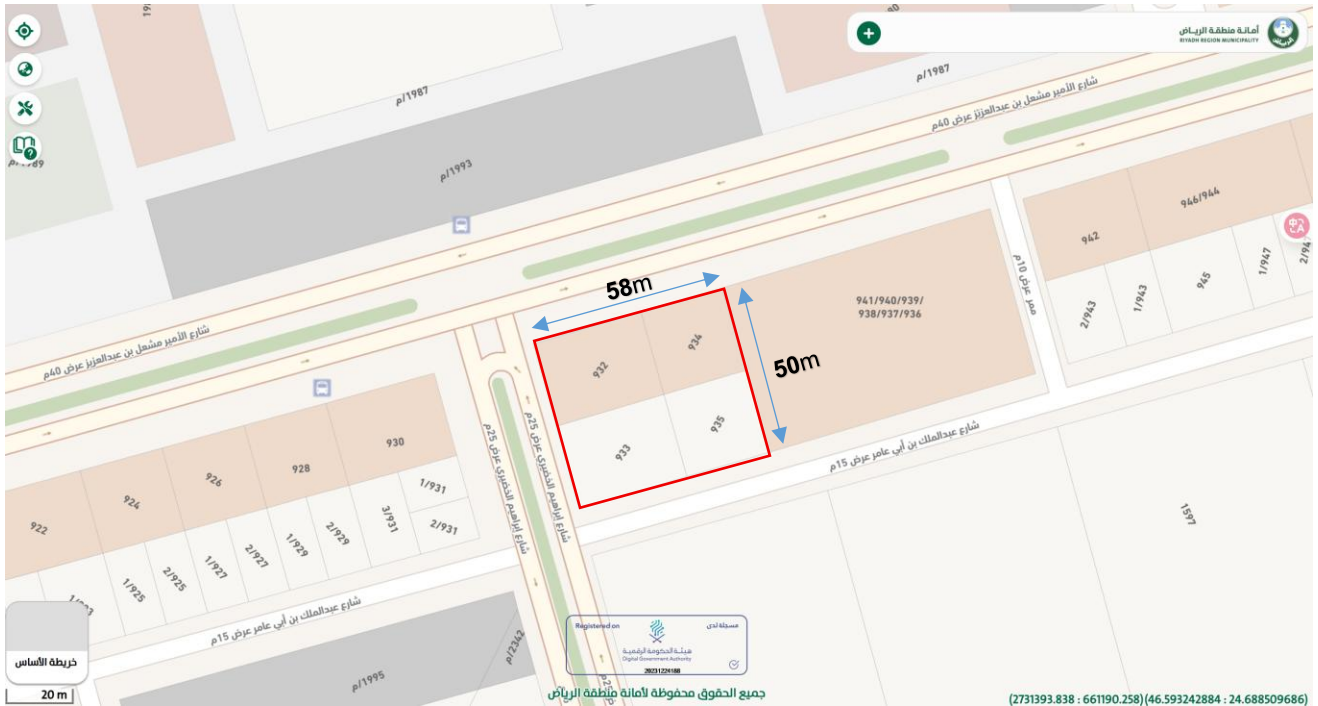 أمانة منطقة الرياض
RIYADH REGION MUNICIPALITY
1987/م
1987/م
1993/م
شارع الأمير مشعل بن عبدالعزيز عرض 40م
946/944
942
2/943
1/943
945
1/947
ممر عرض 10م
941/940/939/
938/937/936
58m
50m
932
934
933
935
شارع الأمير مشعل بن عبدالعزيز عرض 40م
930
928
926
924
922
1/931
2/931
3/931
2/929
1/929
2/927
1/927
2/925
1/925
شارع إبراهيم الخضيري عرض 25م
شارع إبراهيم الخضيري عرض 25م
شارع عبدالملك بن أبي عامر عرض 15م
شارع عبدالملك بن أبي عامر عرض 15م
1597
1995/م
2342/م
Registered on
مسجلة لدى
هيئة الحكومة الرقمية
Digital Government Authority
20231224188
خريطة الأساس
20 m
جميع الحقوق محفوظة لأمانة منطقة الرياض
(2731393.838 : 661190.258)(46.593242884 : 24.688509686)